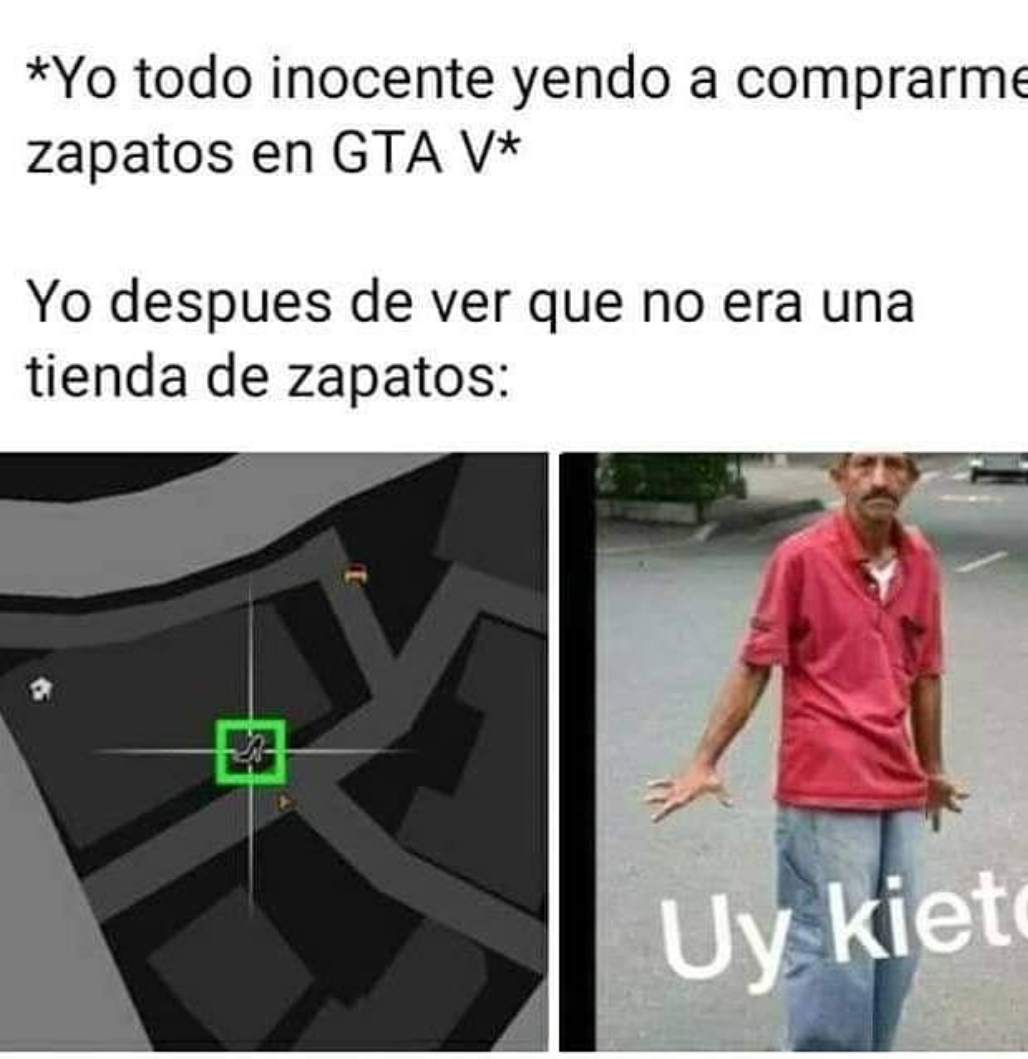 *Yo todo inocente yendo a comprarme
zapatos en GTA V*
Yo despues de ver que no era una
tienda de zapatos:
Uy kieto